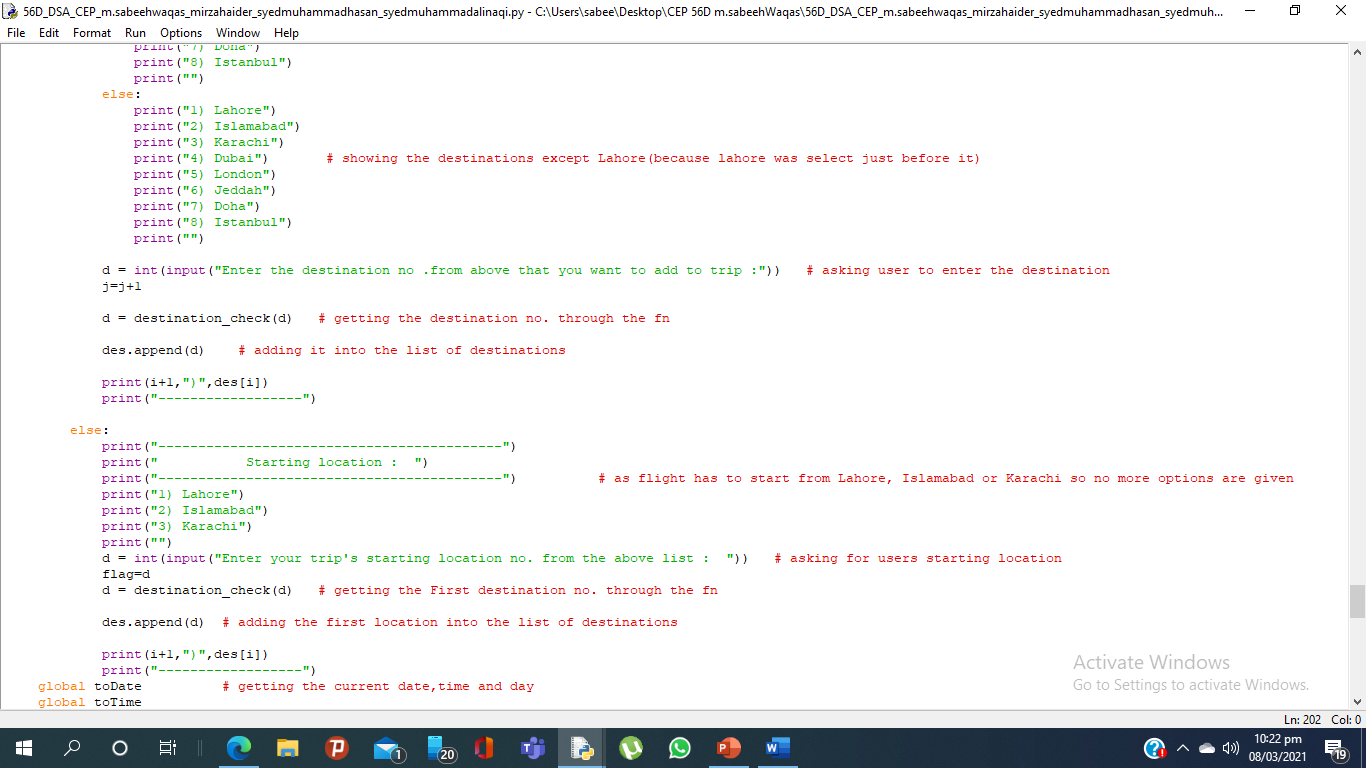 56D_DSA_CEP_m.sabeehwaqas_mirzahaider_syedmuhammadhasan_syedmuhammadalinaqi.py - C:\Users\sabee\Desktop\CEP 56D m.sabeehWaqas\56D_DSA_CEP_m.sabeehwaqas_mirzahaider_syedmuhammadhasan_syedmuh...
File Edit Format Run Options Window Help
print("7) Doha")
print("8) Istanbul")
print("")
else:
print("1) Lahore")
print("2) Islamabad")
print("3) Karachi")
print("4) Dubai") # showing the destinations except Lahore(because lahore was select just before it)
print("5) London")
print("6) Jeddah")
print("7) Doha")
print("8) Istanbul")
print("")
d = int(input("Enter the destination no .from above that you want to add to trip :")) # asking user to enter the destination
j=j+1
d = destination_check(d) # getting the destination no. through the fn
des.append(d) # adding it into the list of destinations
print(i+1,")",des[i])
print("------------------")
else:
print("-------------------------------------------")
print(" Starting location : ")
print("-------------------------------------------") # as flight has to start from Lahore, Islamabad or Karachi so no more options are given
print("1) Lahore")
print("2) Islamabad")
print("3) Karachi")
print("")
d = int(input("Enter your trip's starting location no. from the above list : ")) # asking for users starting location
flag=d
d = destination_check(d) # getting the First destination no. through the fn
des.append(d) # adding the first location into the list of destinations
print(i+1,")",des[i])
print("------------------")
global toDate # getting the current date,time and day
global toTime
Activate Windows
Go to Settings to activate Windows.
Ln: 202 Col: 0
1
20
10:22 pm
08/03/2021
19